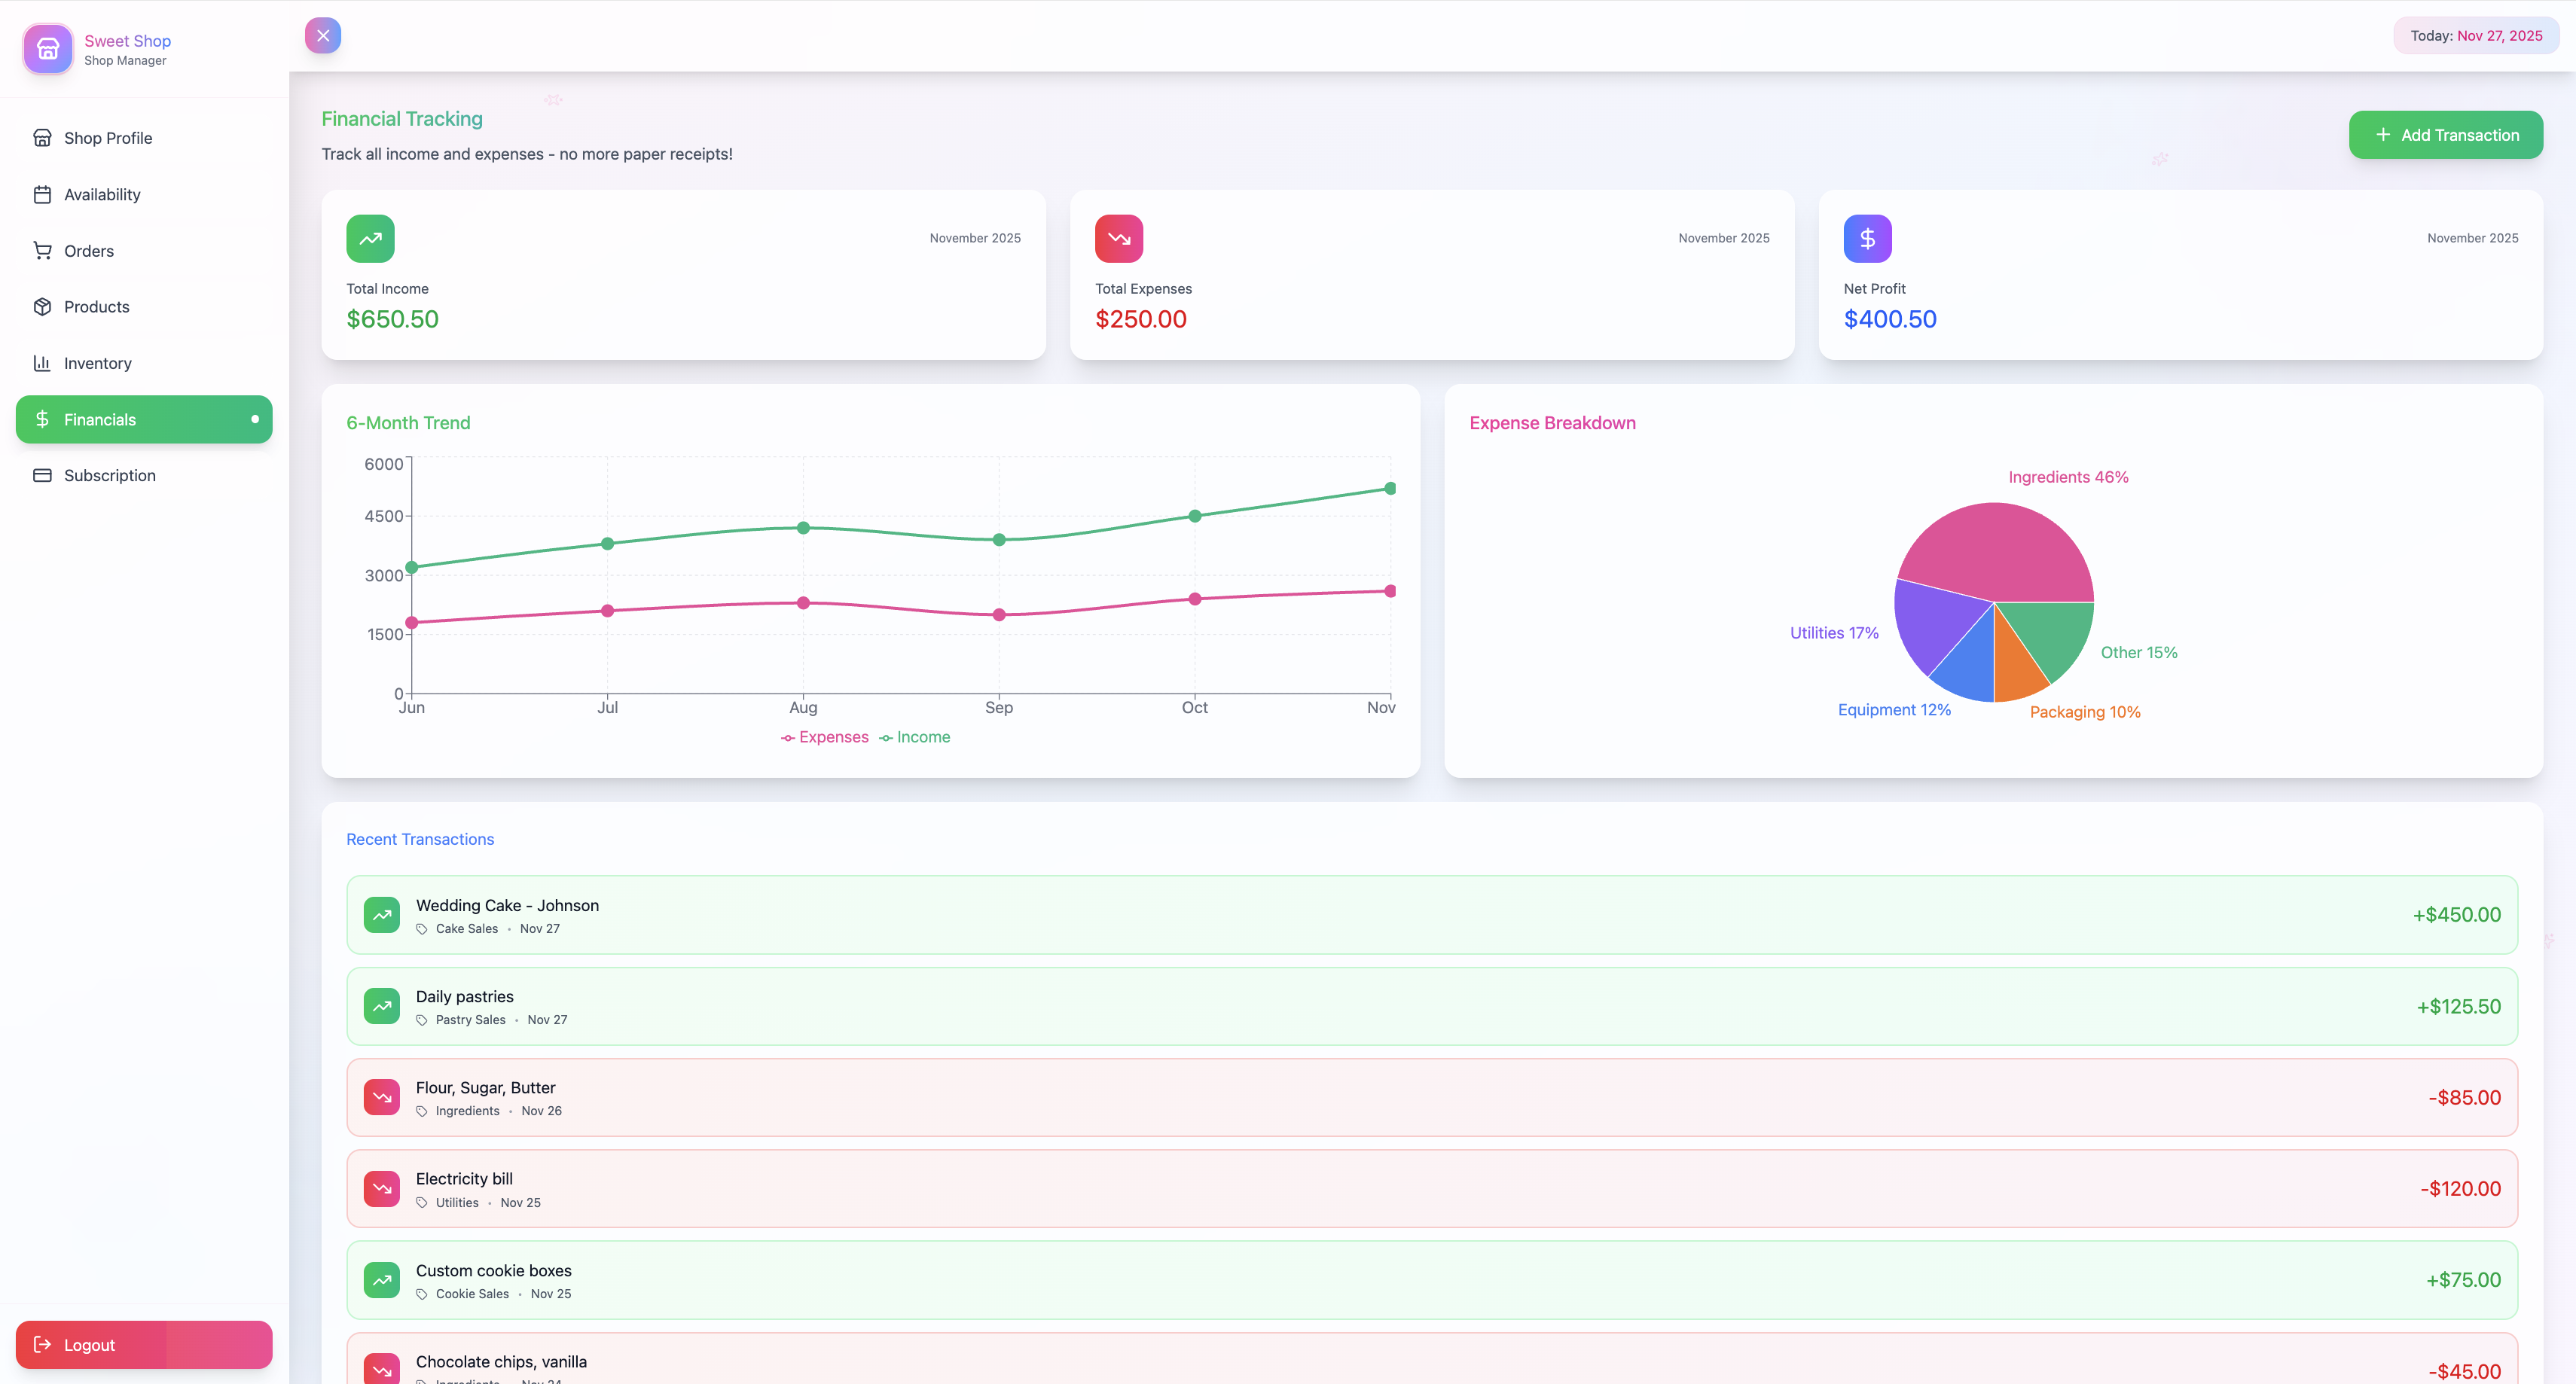 Sweet Shop
Shop Manager
Today: Nov 27, 2025
Shop Profile
Availability
Orders
Products
Inventory
Financials
Subscription
Logout
Financial Tracking
Track all income and expenses - no more paper receipts!
Add Transaction
November 2025
Total Income
$650.50
November 2025
Total Expenses
$250.00
November 2025
Net Profit
$400.50
6-Month Trend
6000
4500
3000
1500
0
Jun Jul Aug Sep Oct Nov
Expenses Income
Expense Breakdown
Ingredients 46%
Utilities 17%
Other 15%
Equipment 12%
Packaging 10%
Recent Transactions
Wedding Cake - Johnson
Cake Sales • Nov 27
+$450.00
Daily pastries
Pastry Sales • Nov 27
+$125.50
Flour, Sugar, Butter
Ingredients • Nov 26
-$85.00
Electricity bill
Utilities • Nov 25
-$120.00
Custom cookie boxes
Cookie Sales • Nov 25
+$75.00
Chocolate chips, vanilla
Ingredients • Nov 24
-$45.00